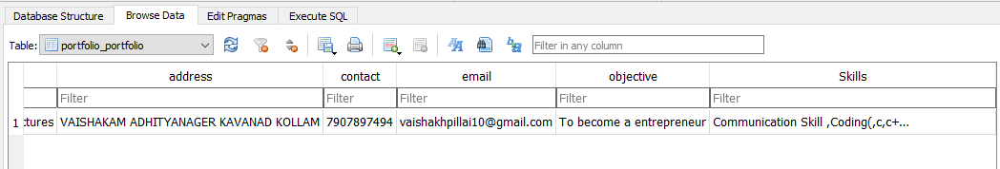 Database Structure Browse Data Edit Pragmas Execute SQL
Table: portfolio_portfolio Filter in any column
address contact email objective Skills
Filter Filter Filter Filter Filter
1 :tures VAISHAKAM ADHITYANAGER KAVANAD KOLLAM 7907897494 vaishakhpillai10@gmail.com To become a entrepreneur Communication Skill ,Coding(,c,c+...